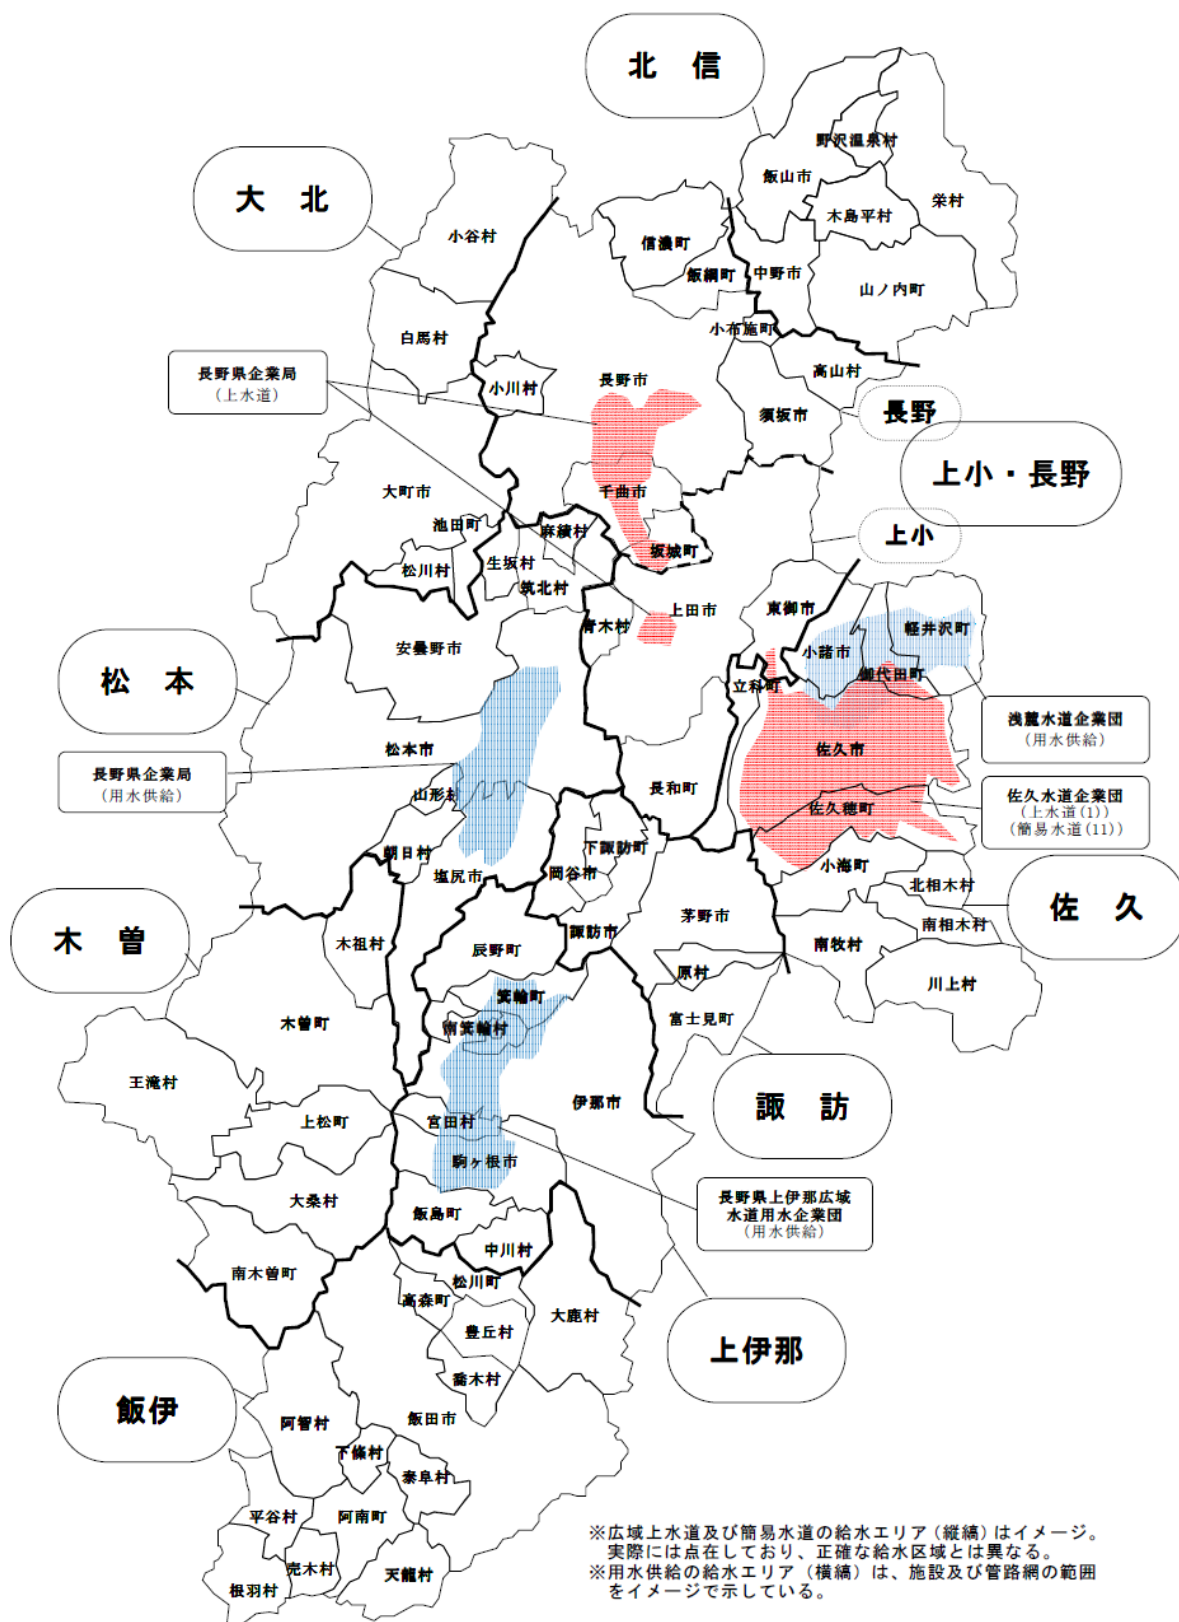 北 信
野沢温泉村
飯山市
栄村
木島平村
大 北
小谷村
信濃町
飯綱町
中野市
山ノ内町
小布施町
白馬村
高山村
長野県企業局
(上水道)
小川村
長野市
須坂市
長野
上小・長野
大町市
千曲市
池田町
麻績村
坂城町
上小
生坂村
松川村
筑北村
東御市
上田市
青木村
安曇野市
小諸市
軽井沢町
松 本
立科町
御代田町
浅麓水道企業団
(用水供給)
松本市
佐久市
長野県企業局
(用水供給)
山形村
長和町
佐久水道企業団
(上水道(1))
(簡易水道(11))
佐久穂町
朝日村
下諏訪町
塩尻市
岡谷市
小海町
北相木村
佐 久
木 曽
木祖村
辰野町
諏訪市
茅野市
南相木村
南牧村
原村
川上村
箕輪町
木曽町
南箕輪村
富士見町
王滝村
伊那市
諏 訪
上松町
宮田村
駒ヶ根市
大桑村
飯島町
長野県上伊那広域
水道用水企業団
(用水供給)
中川村
南木曽町
松川町
高森町
大鹿村
豊丘村
上伊那
喬木村
飯伊
阿智村
飯田市
下條村
泰阜村
平谷村
阿南町
売木村
天龍村
根羽村
※広域上水道及び簡易水道の給水エリア(縦縞)はイメージ。
実際には点在しており、正確な給水区域とは異なる。
※用水供給の給水エリア(横縞)は、施設及び管路網の範囲
をイメージで示している。